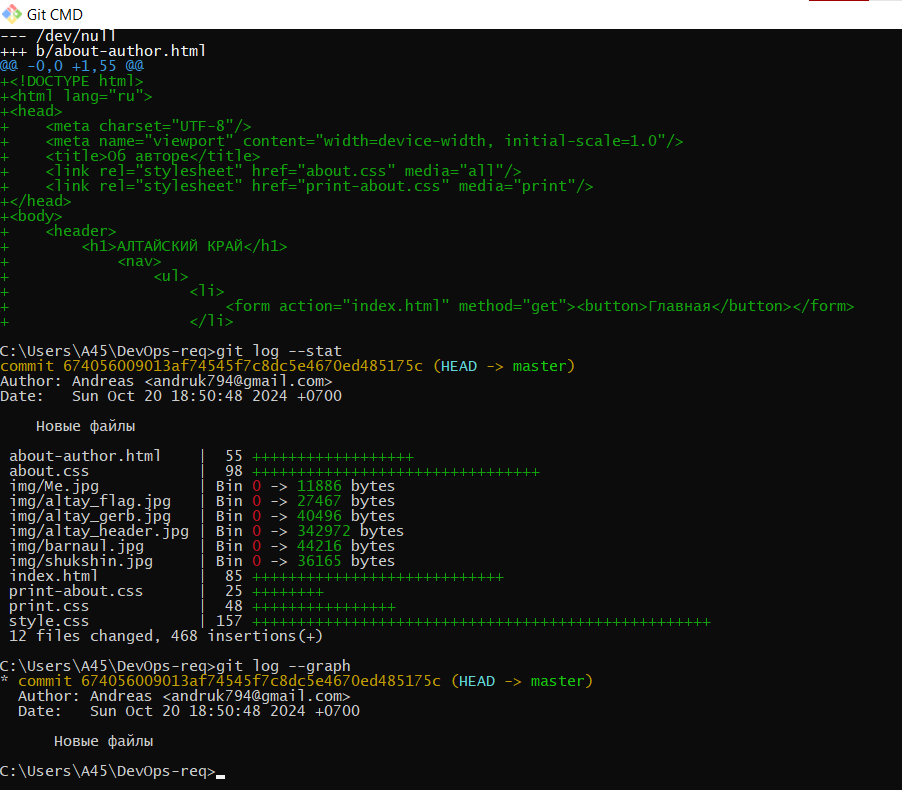 Git CMD
--- /dev/null
+++ b/about-author.html
@@ -0,0 +1,55 @@
+<!DOCTYPE html>
+<html lang="ru">
+<head>
+    <meta charset="UTF-8"/>
+    <meta name="viewport" content="width=device-width, initial-scale=1.0"/>
+    <title>Об авторе</title>
+    <link rel="stylesheet" href="about.css" media="all"/>
+    <link rel="stylesheet" href="print-about.css" media="print"/>
+</head>
+<body>
+    <header>
+        <h1>АЛТАЙСКИЙ КРАЙ</h1>
+            <nav>
+                <ul>
+                    <li>
+                        <form action="index.html" method="get"><button>Главная</button></form>
+                    </li>
C:\Users\A45\DevOps-req>git log --stat
commit 674056009013af74545f7c8dc5e4670ed485175c (HEAD -> master)
Author: Andreas <andruk794@gmail.com>
Date:   Sun Oct 20 18:50:48 2024 +0700
    Новые файлы
 about-author.html    |  55 ++++++++++++++++++
 about.css            |  98 ++++++++++++++++++++++++++++++++
 img/Me.jpg           | Bin 0 -> 11886 bytes
 img/altay_flag.jpg   | Bin 0 -> 27467 bytes
 img/altay_gerb.jpg   | Bin 0 -> 40496 bytes
 img/altay_header.jpg | Bin 0 -> 342972 bytes
 img/barnaul.jpg      | Bin 0 -> 44216 bytes
 img/shukshin.jpg     | Bin 0 -> 36165 bytes
 index.html           |  85 ++++++++++++++++++++++++++++
 print-about.css      |  25 ++++++++
 print.css            |  48 ++++++++++++++++
 style.css            | 157 +++++++++++++++++++++++++++++++++++++++++++++++++++
 12 files changed, 468 insertions(+)
C:\Users\A45\DevOps-req>git log --graph
* commit 674056009013af74545f7c8dc5e4670ed485175c (HEAD -> master)
  Author: Andreas <andruk794@gmail.com>
  Date:   Sun Oct 20 18:50:48 2024 +0700
      Новые файлы
C:\Users\A45\DevOps-req>